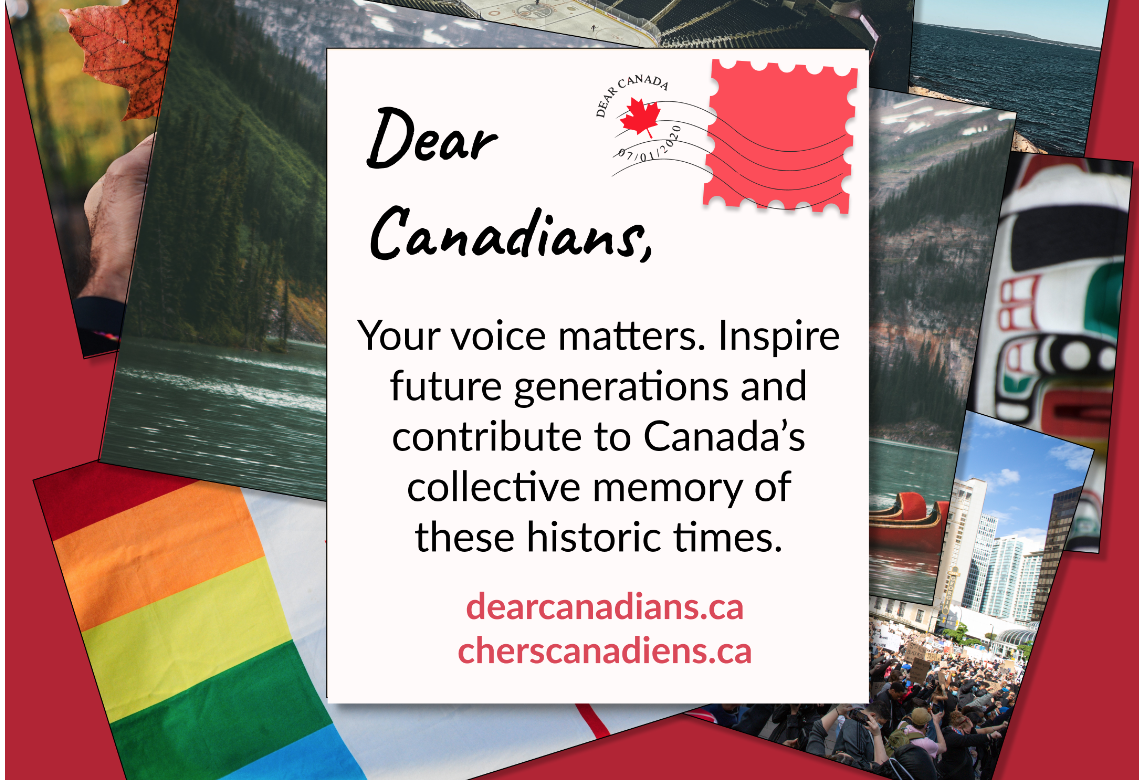 DEAR CANADA
07/01/2020
Dear
Canadians,
Your voice matters. Inspire
future generations and
contribute to Canada’s
collective memory of
these historic times.
dearcanadians.ca
cherscanadiens.ca